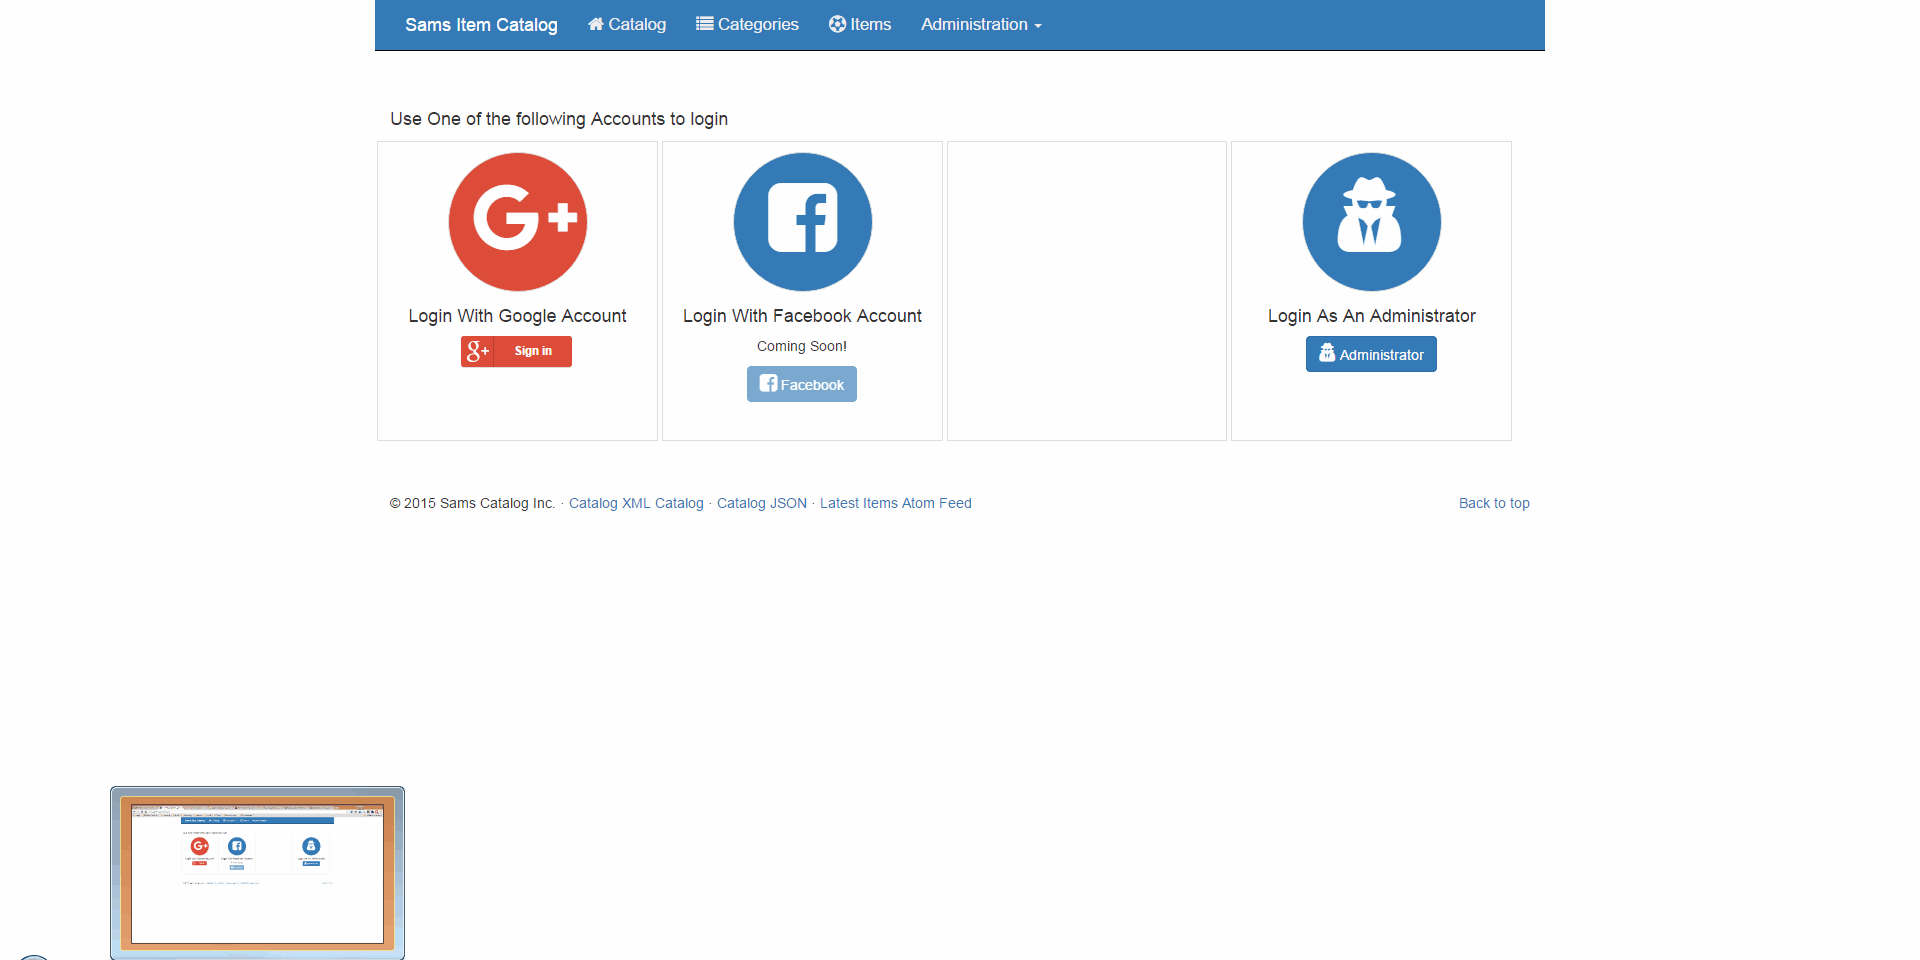 Sams Item Catalog Catalog Categories Items Administration
Use One of the following Accounts to login
G+
Login With Google Account
g+ Sign in
Login With Facebook Account
Coming Soon!
Facebook
Login As An Administrator
Administrator
© 2015 Sams Catalog Inc. · Catalog XML Catalog · Catalog JSON · Latest Items Atom Feed Back to top